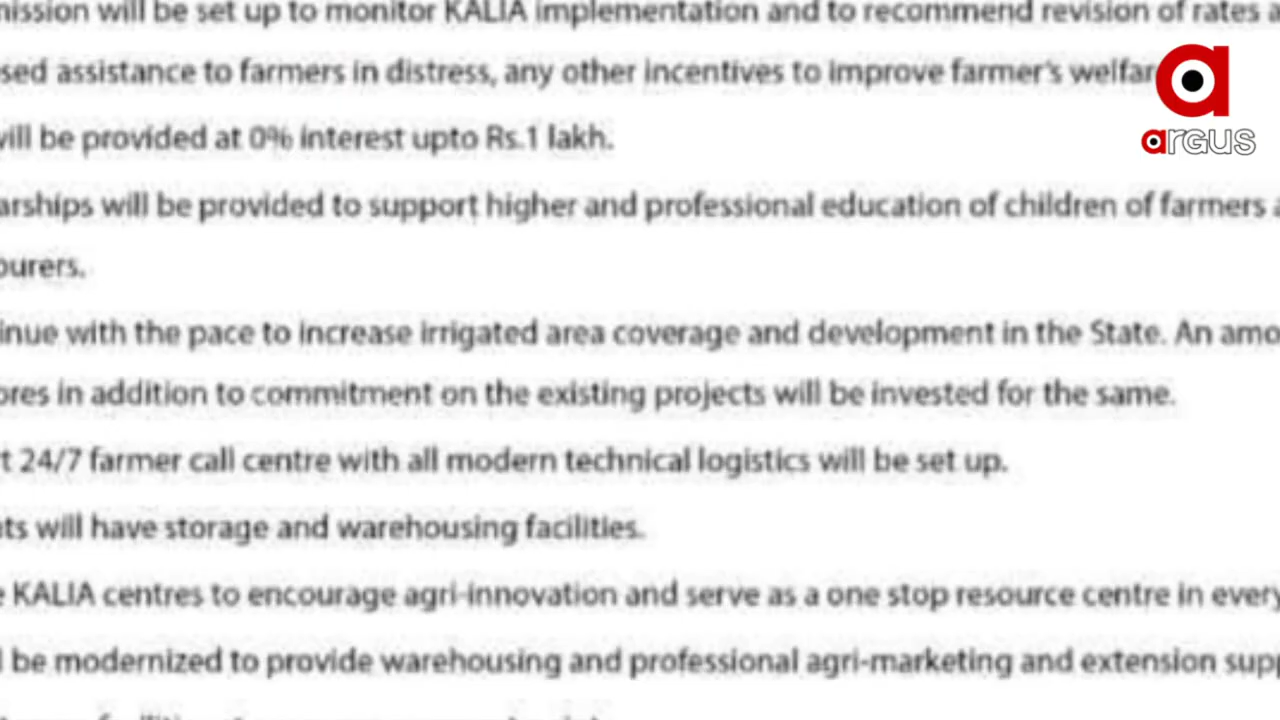 mission will be set up to monitor KALIA implementation and to recommend revision of rates a
sed assistance to farmers in distress, any other incentives to improve farmer's welfar
will be provided at 0% interest upto Rs.1 lakh.
arships will be provided to support higher and professional education of children of farmers a
ourers.
inue with the pace to increase irrigated area coverage and development in the State. An amo
ores in addition to commitment on the existing projects will be invested for the same.
t 24/7 farmer call centre with all modern technical logistics will be set up.
ts will have storage and warehousing facilities.
e KALIA centres to encourage agri-innovation and serve as a one stop resource centre in every
l be modernized to provide warehousing and professional agri-marketing and extension supp
a
argus